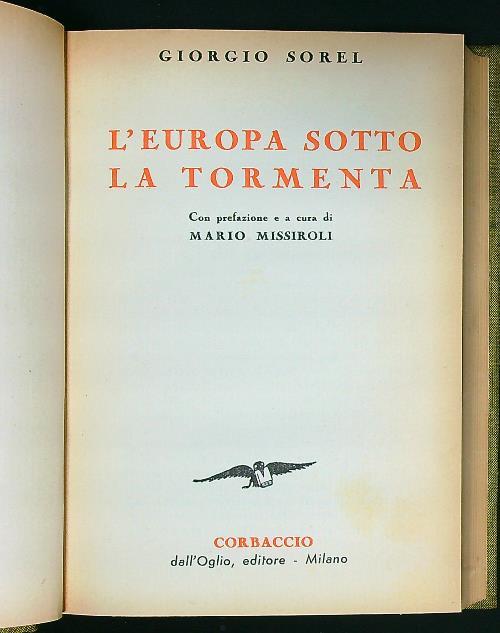 GIORGIO SOREL
L'EUROPA SOTTO
LA TORMENTA
Con prefazione e a cura di
MARIO MISSIROLI
CORBACCIO
dall'Oglio, editore - Milano